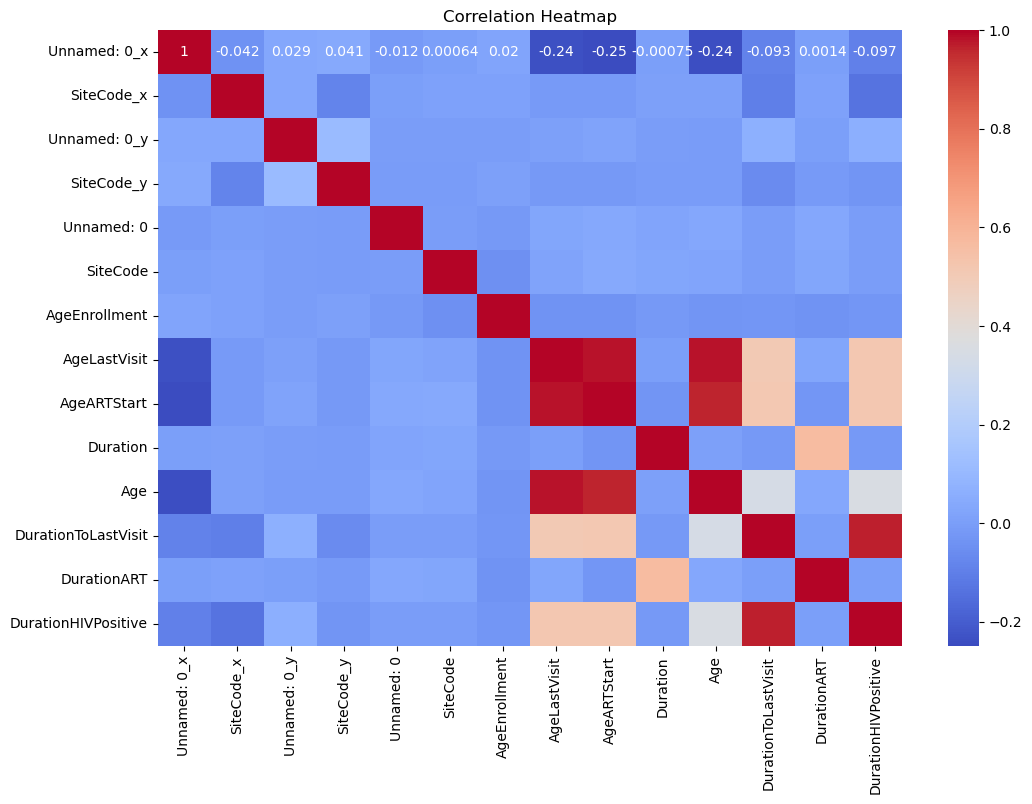 Correlation Heatmap
Unnamed: 0_x 1 -0.042 0.029 0.041 -0.012 0.00064 0.02 -0.24 -0.25 -0.00075 -0.24 -0.093 0.0014 -0.097
SiteCode_x
Unnamed: 0_y
SiteCode_y
Unnamed: 0
SiteCode
AgeEnrollment
AgeLastVisit
AgeARTStart
Duration
Age
DurationToLastVisit
DurationART
DurationHIVPositive
Unnamed: 0_x
SiteCode_x
Unnamed: 0_y
SiteCode_y
Unnamed: 0
SiteCode
AgeEnrollment
AgeLastVisit
AgeARTStart
Duration
Age
DurationToLastVisit
DurationART
DurationHIVPositive
1.0
0.8
0.6
0.4
0.2
0.0
−0.2